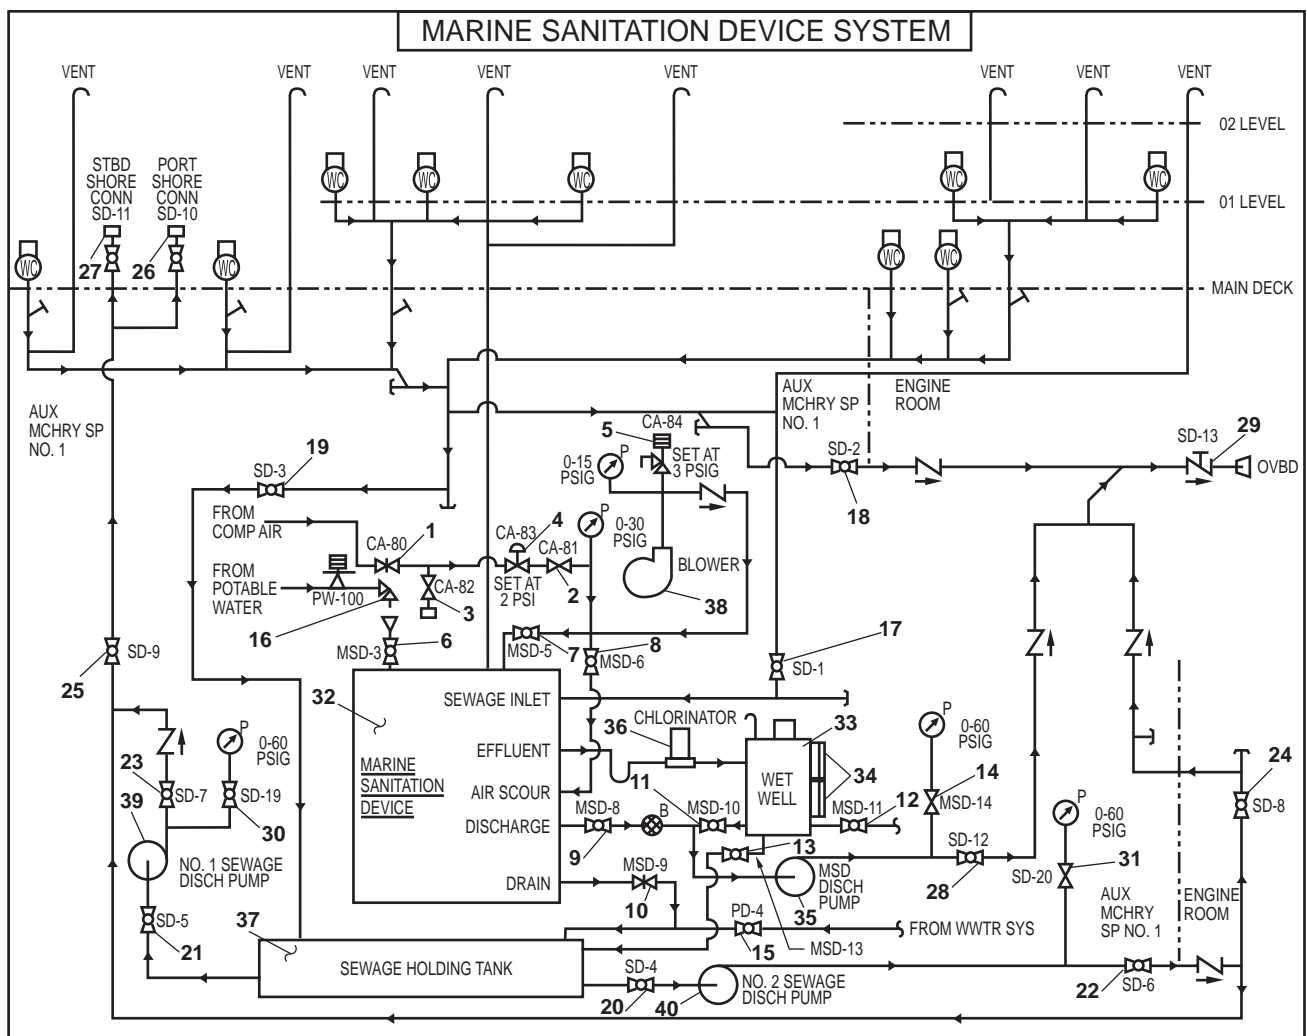 MARINE SANITATION DEVICE SYSTEM
VENT
VENT
VENT
VENT
VENT
VENT
VENT
VENT
02 LEVEL
STBD
SHORE
CONN
SD-11
PORT
SHORE
CONN
SD-10
WC
WC
WC
WC
WC
01 LEVEL
27
26
WC
WC
WC
WC
MAIN DECK
AUX
MCHRY SP
NO. 1
AUX
MCHRY SP
NO. 1
ENGINE
ROOM
19
SD-3
5
CA-84
P
0-15
PSIG
SET AT
3 PSIG
SD-2
18
SD-13
29
OVBD
FROM
COMP AIR
1
CA-80
CA-83
4
CA-81
P
0-30
PSIG
FROM
POTABLE
WATER
PW-100
CA-82
SET AT
2 PSI
2
BLOWER
38
16
3
6
MSD-3
MSD-5
7
8
MSD-6
17
SD-1
SD-9
25
32
SEWAGE INLET
36
CHLORINATOR
33
P
0-60
PSIG
P
0-60
PSIG
EFFLUENT
MARINE
SANITATION
DEVICE
11
WET
WELL
34
14
MSD-14
24
SD-8
23
SD-7
SD-19
30
AIR SCOUR
MSD-8
MSD-10
MSD-11
12
P
0-60
PSIG
39
DISCHARGE
B
9
13
SD-12
28
NO. 1 SEWAGE
DISCH PUMP
MSD-9
DRAIN
10
MSD
DISCH
PUMP
35
SD-20
31
AUX
MCHRY
SP NO. 1
ENGINE
ROOM
SD-5
21
37
PD-4
15
MSD-13
FROM WWTR SYS
SEWAGE HOLDING TANK
SD-4
20
40
NO. 2 SEWAGE
DISCH PUMP
22
SD-6